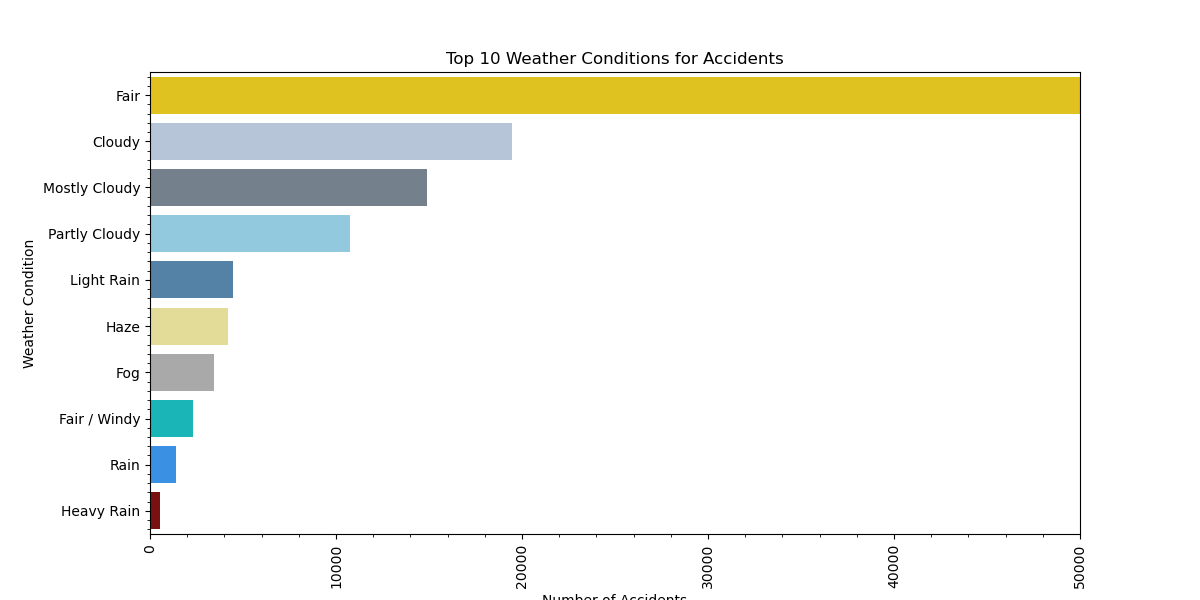 Top 10 Weather Conditions for Accidents
Weather Condition
Fair
Cloudy
Mostly Cloudy
Partly Cloudy
Light Rain
Haze
Fog
Fair / Windy
Rain
Heavy Rain
0
10000
20000
30000
40000
50000
Number of Accidents